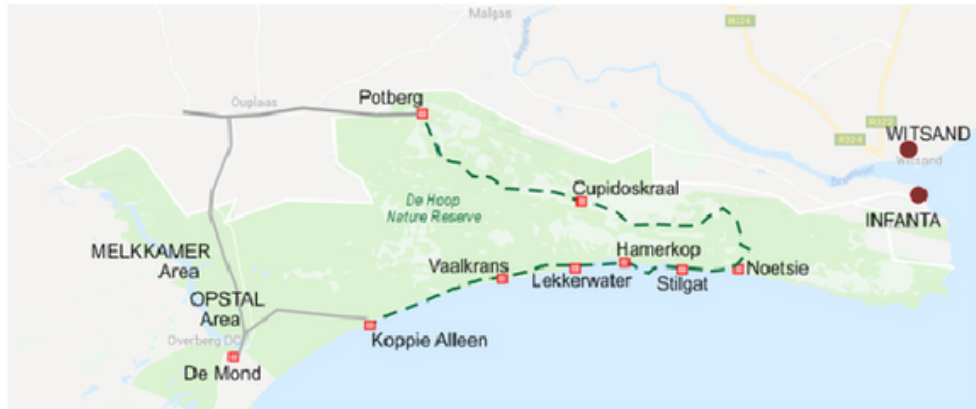 Malgas
R324
Ouplaas
Potberg
R322
R324
WITSAND
Witsand
Cupidoskraal
De Hoop
Nature Reserve
INFANTA
MELKKAMER
Area
Hamerkop
Vaalkrans
Noetsie
Lekkerwater
Stilgat
OPSTAL
Area
Koppie Alleen
Overberg DC
De Mond